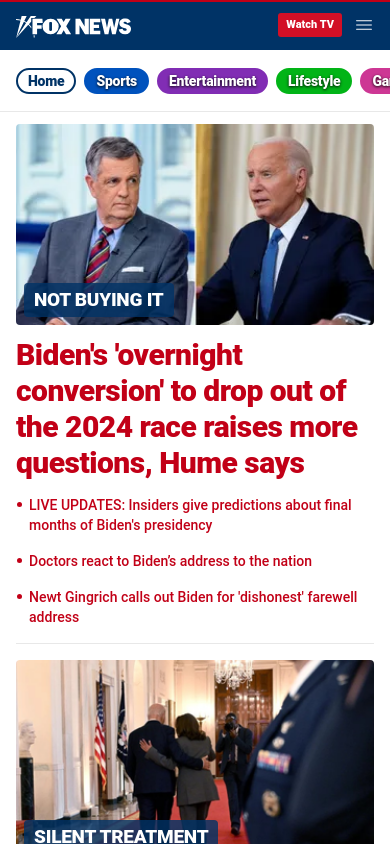 FOX NEWS
Watch TV
Home
Sports
Entertainment
Lifestyle
Ga
NOT BUYING IT
Biden's 'overnight
conversion' to drop out of
the 2024 race raises more
questions, Hume says
• LIVE UPDATES: Insiders give predictions about final
months of Biden's presidency
• Doctors react to Biden’s address to the nation
• Newt Gingrich calls out Biden for 'dishonest' farewell
address
SILENT TREATMENT